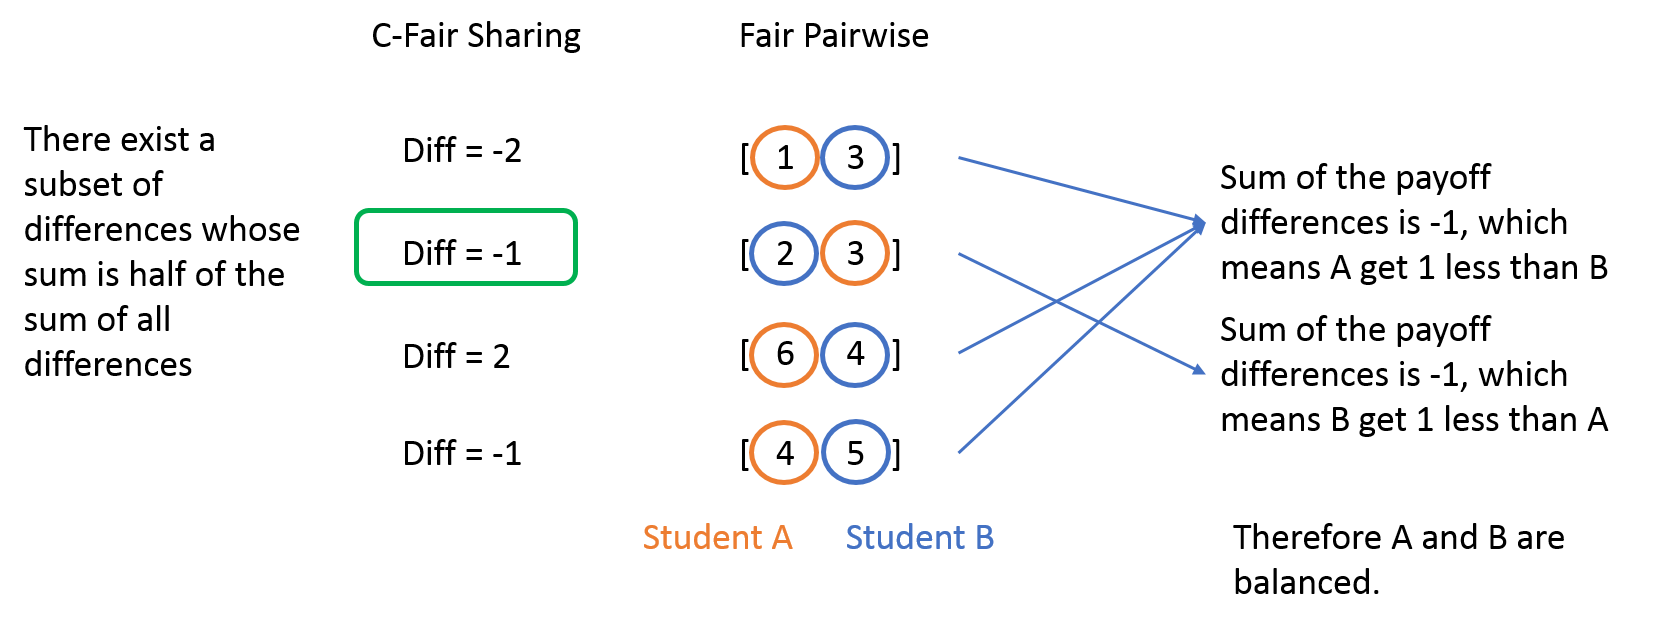 C-Fair Sharing
Fair Pairwise
There exist a
subset of
differences whose
sum is half of the
sum of all
differences
Diff = -2
[ 1 3 ]
Diff = -1
[ 2 3 ]
Diff = 2
[ 6 4 ]
Diff = -1
[ 4 5 ]
Student A
Student B
Sum of the payoff
differences is -1, which
means A get 1 less than B
Sum of the payoff
differences is -1, which
means B get 1 less than A
Therefore A and B are
balanced.